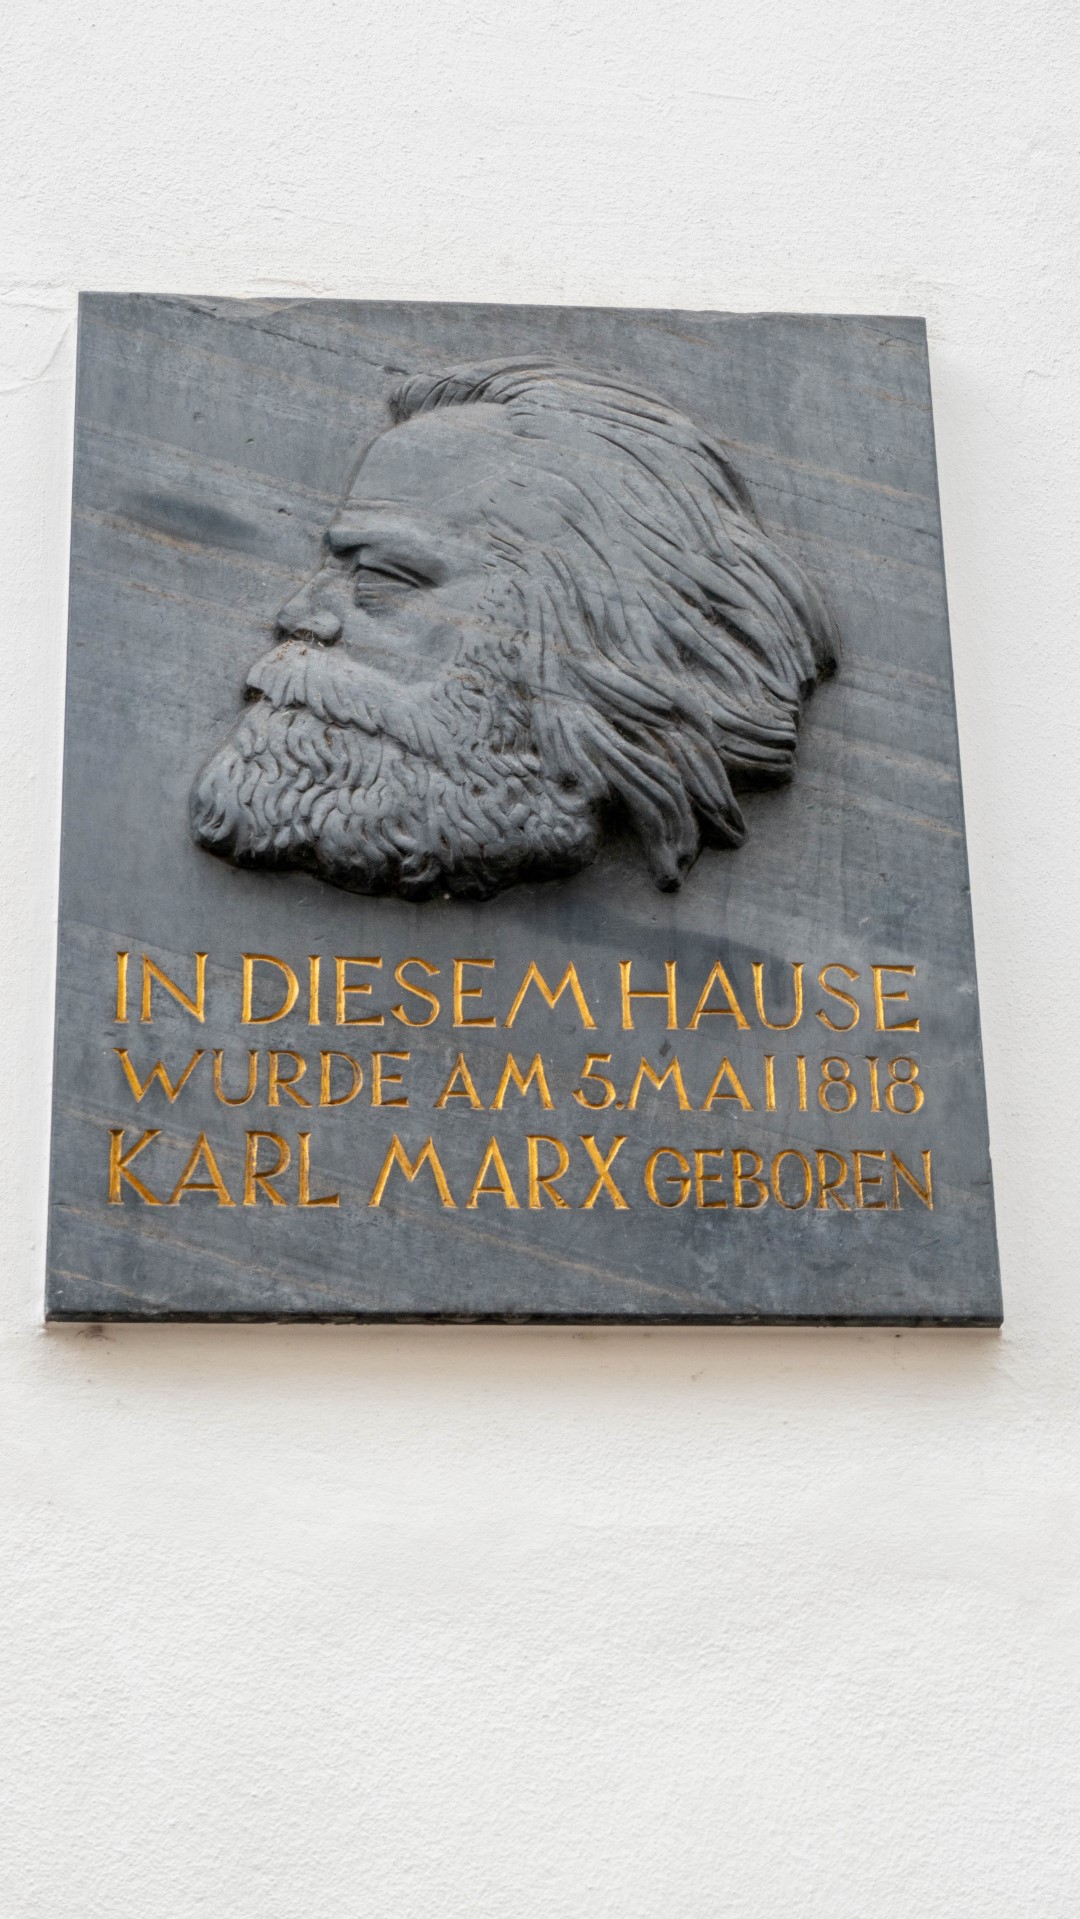 IN DIESEM HAUSE
WURDE AM 5. MAI 1818
KARL MARX GEBOREN